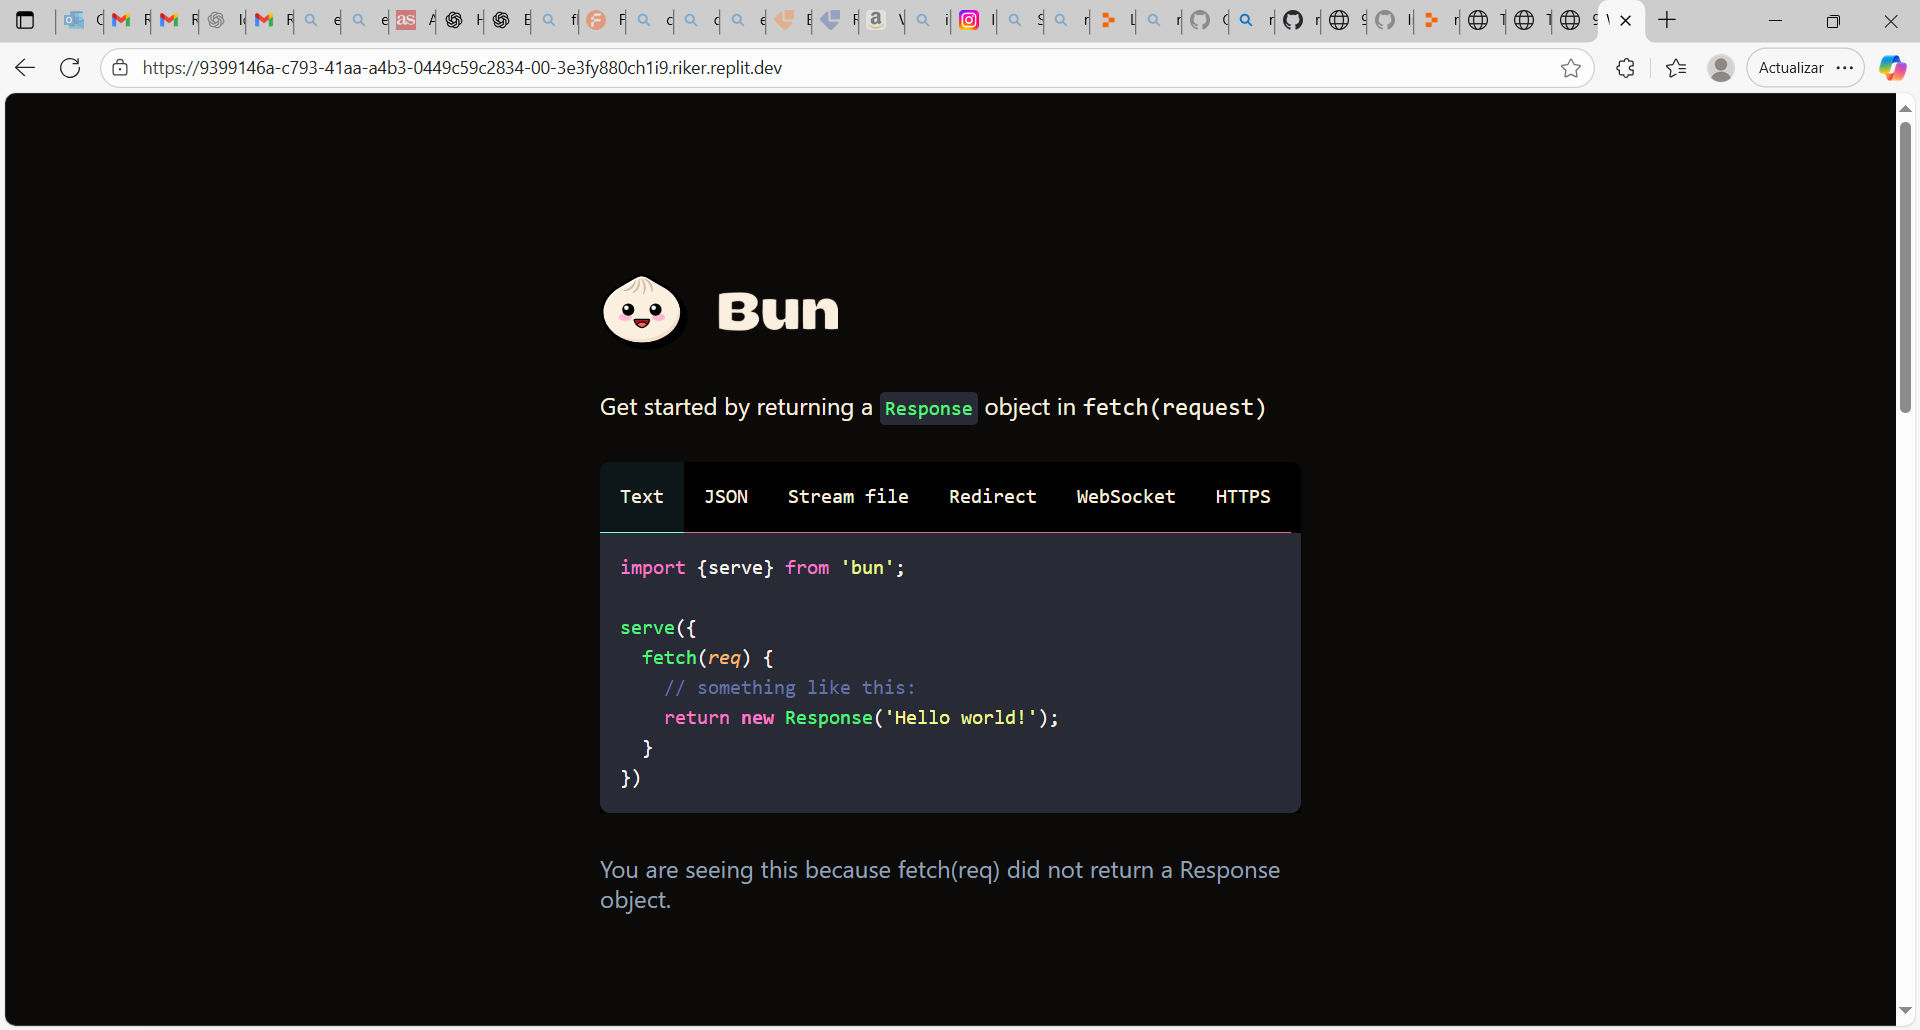 https://9399146a-c793-41aa-a4b3-0449c59c2834-00-3e3fy880ch1i9.riker.replit.dev
Actualizar
Bun
Get started by returning a Response object in fetch(request)
Text JSON Stream file Redirect WebSocket HTTPS
import {serve} from 'bun';
serve({
fetch(req) {
// something like this:
return new Response('Hello world!');
}
})
You are seeing this because fetch(req) did not return a Response
object.